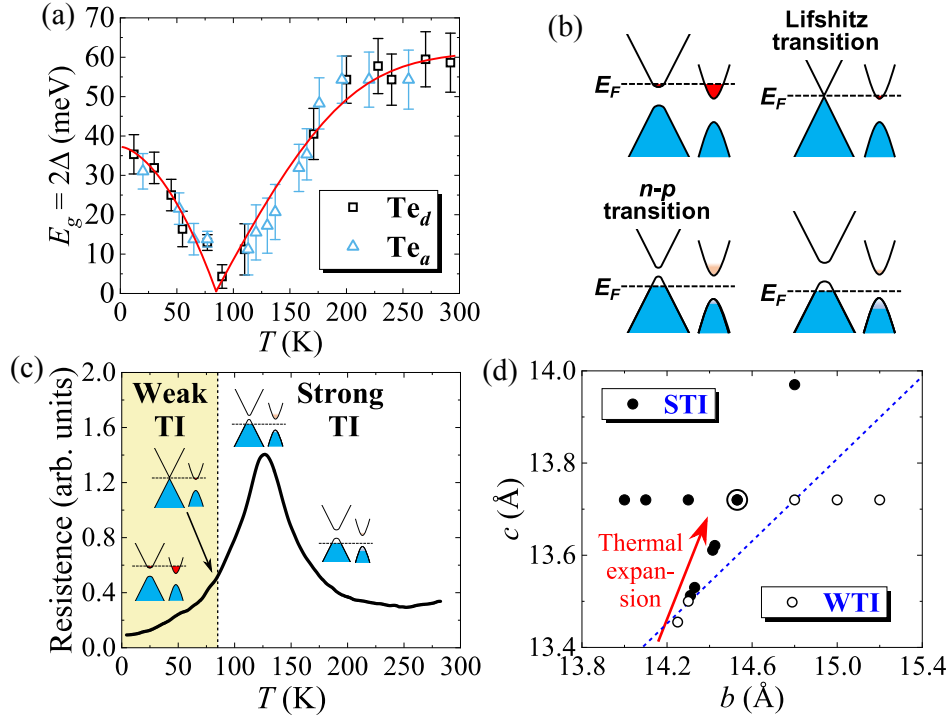 (a)
E_g = 2Δ (meV)
70
60
50
40
30
20
10
0
0 50 100 150 200 250 300
T (K)
Te_d
Te_a
(b)
Lifshitz
transition
E_F
E_F
n-p
transition
E_F
E_F
(c)
Resistence (arb. units)
2.0
1.6
1.2
0.8
0.4
0.0
Weak
TI
Strong
TI
0 50 100 150 200 250 300
T (K)
(d)
c (Å)
14.0
13.8
13.6
13.4
STI
Thermal
expan-
sion
WTI
13.8 14.2 14.6 15.0 15.4
b (Å)